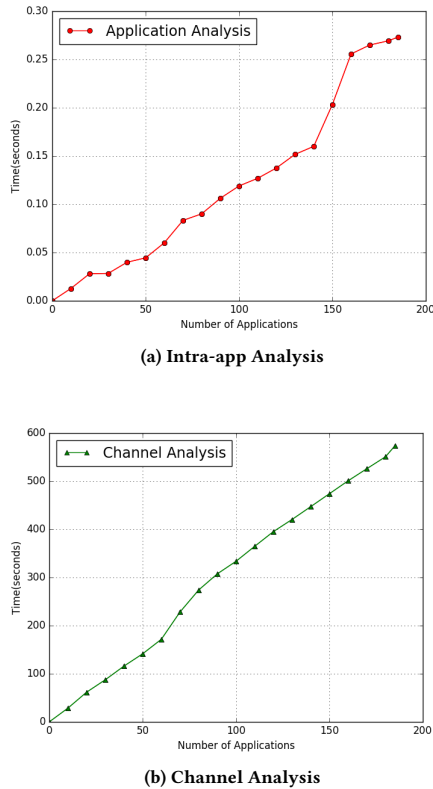 0.30
Application Analysis
0.25
0.20
0.15
0.10
0.05
0.00
Time(seconds)
0 50 100 150 200
Number of Applications
(a) Intra-app Analysis
600
Channel Analysis
500
400
300
200
100
0
Time(seconds)
0 50 100 150 200
Number of Applications
(b) Channel Analysis